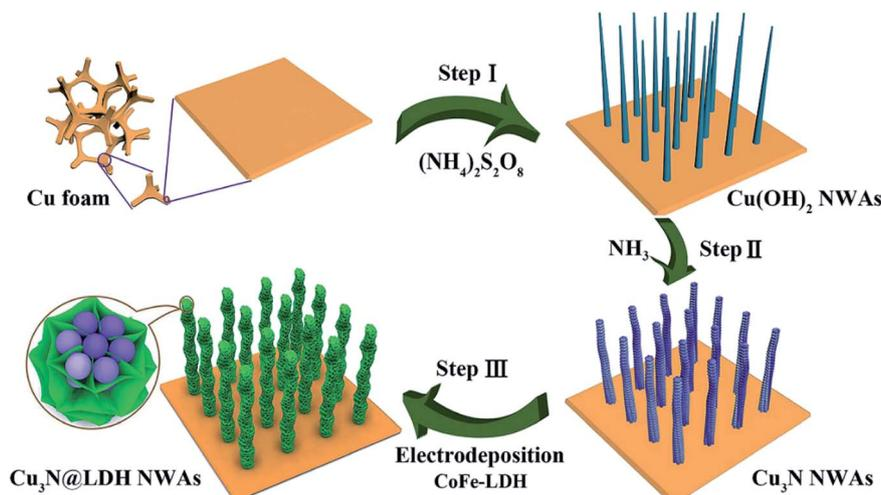 Step Ⅰ
(NH₄)₂S₂O₈
Cu foam
Cu(OH)₂ NWAs
NH₃
Step Ⅱ
Step Ⅲ
Electrodeposition
CoFe-LDH
Cu₃N@LDH NWAs
Cu₃N NWAs